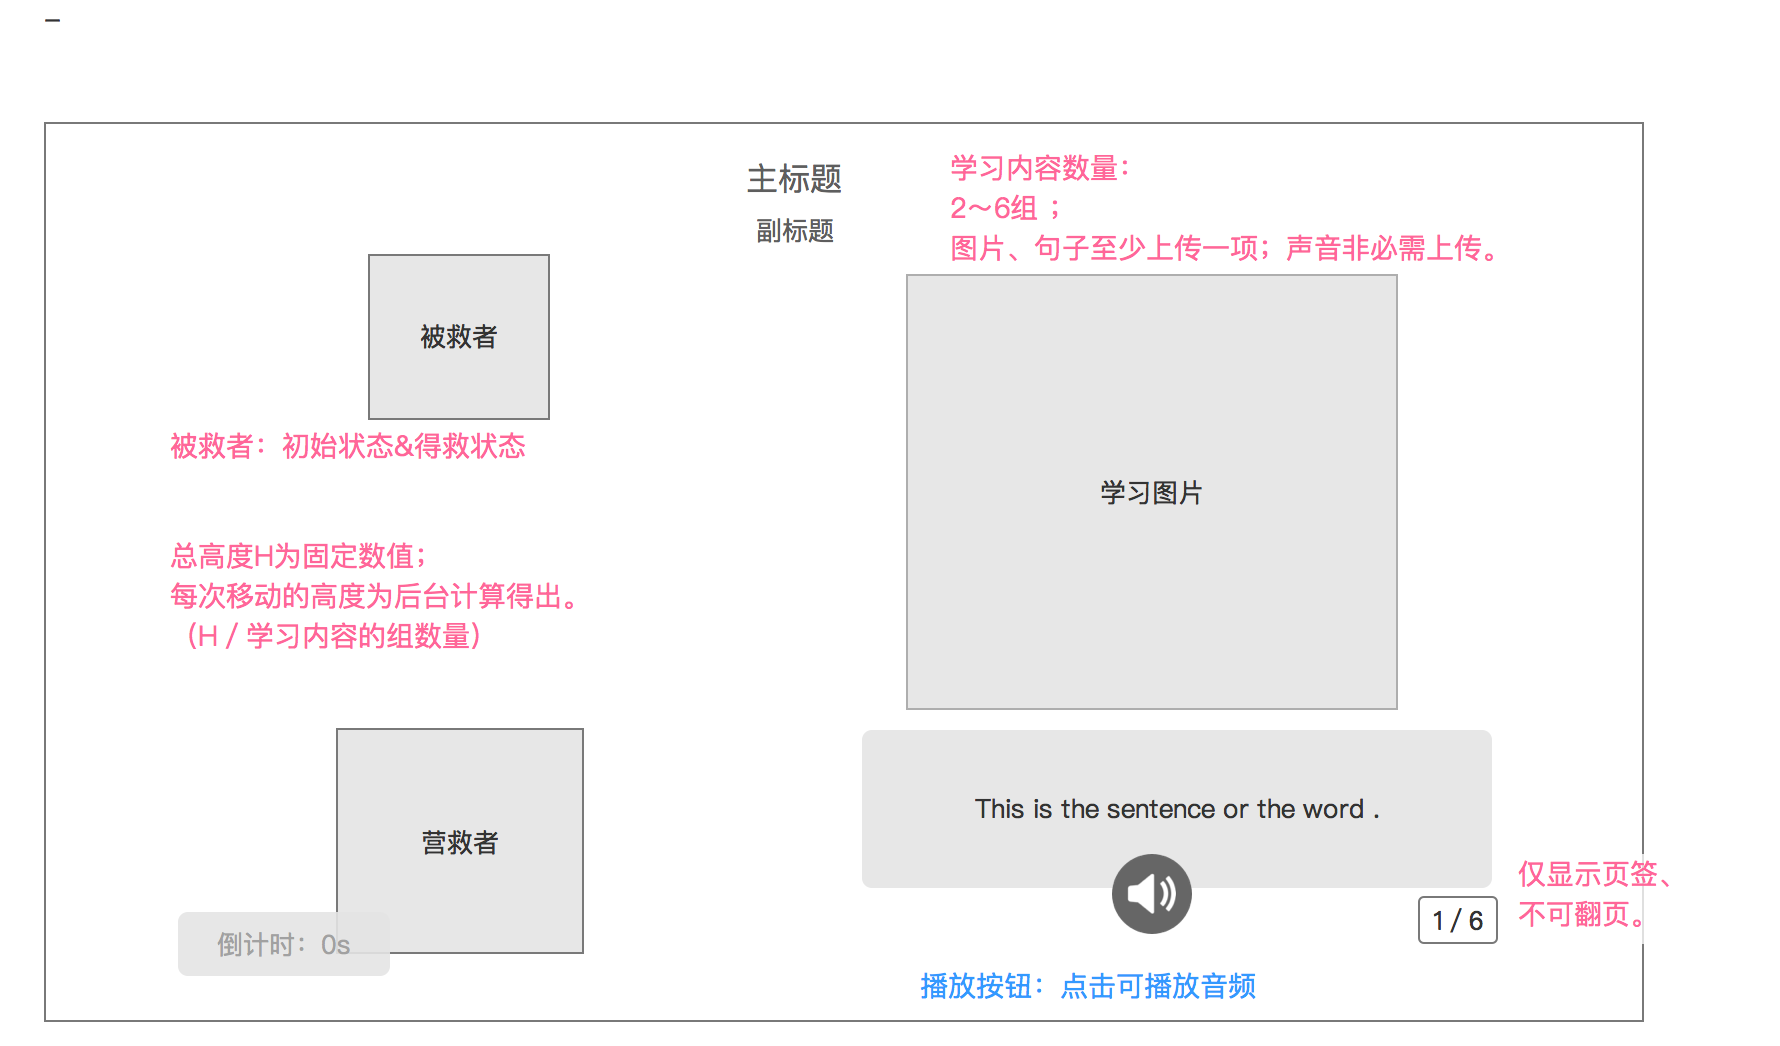 –
主标题
副标题
学习内容数量：
2～6组 ；
图片、句子至少上传一项；声音非必需上传。
被救者
被救者：初始状态&得救状态
学习图片
总高度H为固定数值；
每次移动的高度为后台计算得出。
（H / 学习内容的组数量）
营救者
倒计时：0s
This is the sentence or the word .
仅显示页签、
不可翻页。
1 / 6
播放按钮：点击可播放音频